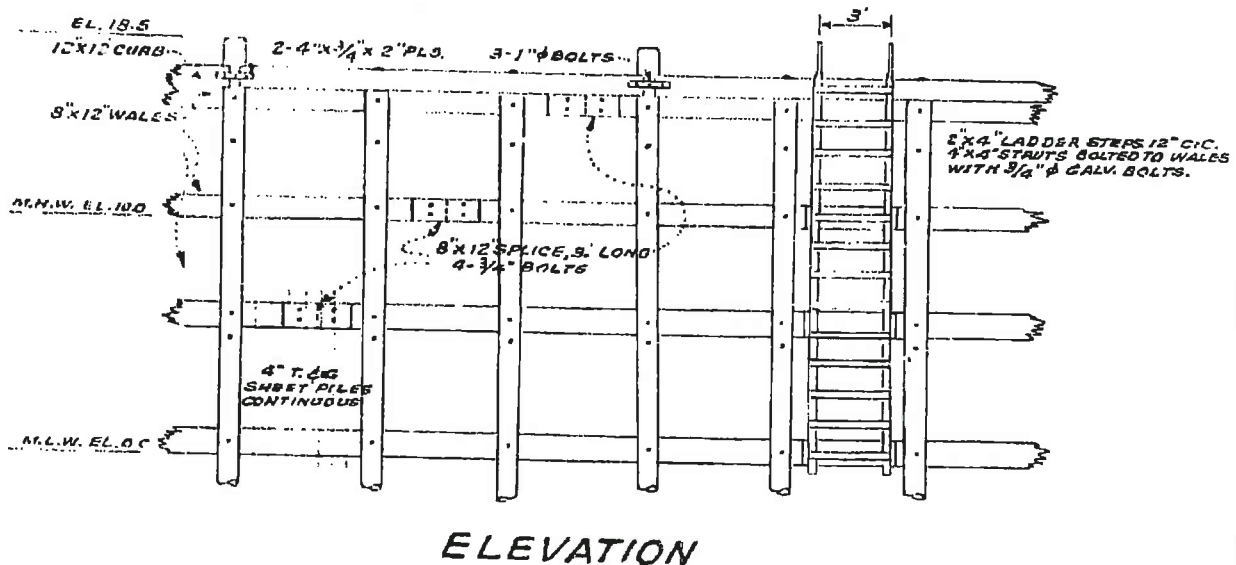 EL. 18.5
12"X12" CURB
2-4"X3/4"X 2" PLS.
3-1"φ BOLTS
3'
8"X12" WALES
2"X4" LADDER STEPS 12" C.C.
4"X4" STRUTS BOLTED TO WALES
WITH 3/4" φ GALV. BOLTS.
M.H.W. EL. 10.0
8"X12" SPLICE, 3' LONG
4-3/4" BOLTS
4" T. & G
SHEET PILES
CONTINUOUS
M.L.W. EL. 0.0
ELEVATION